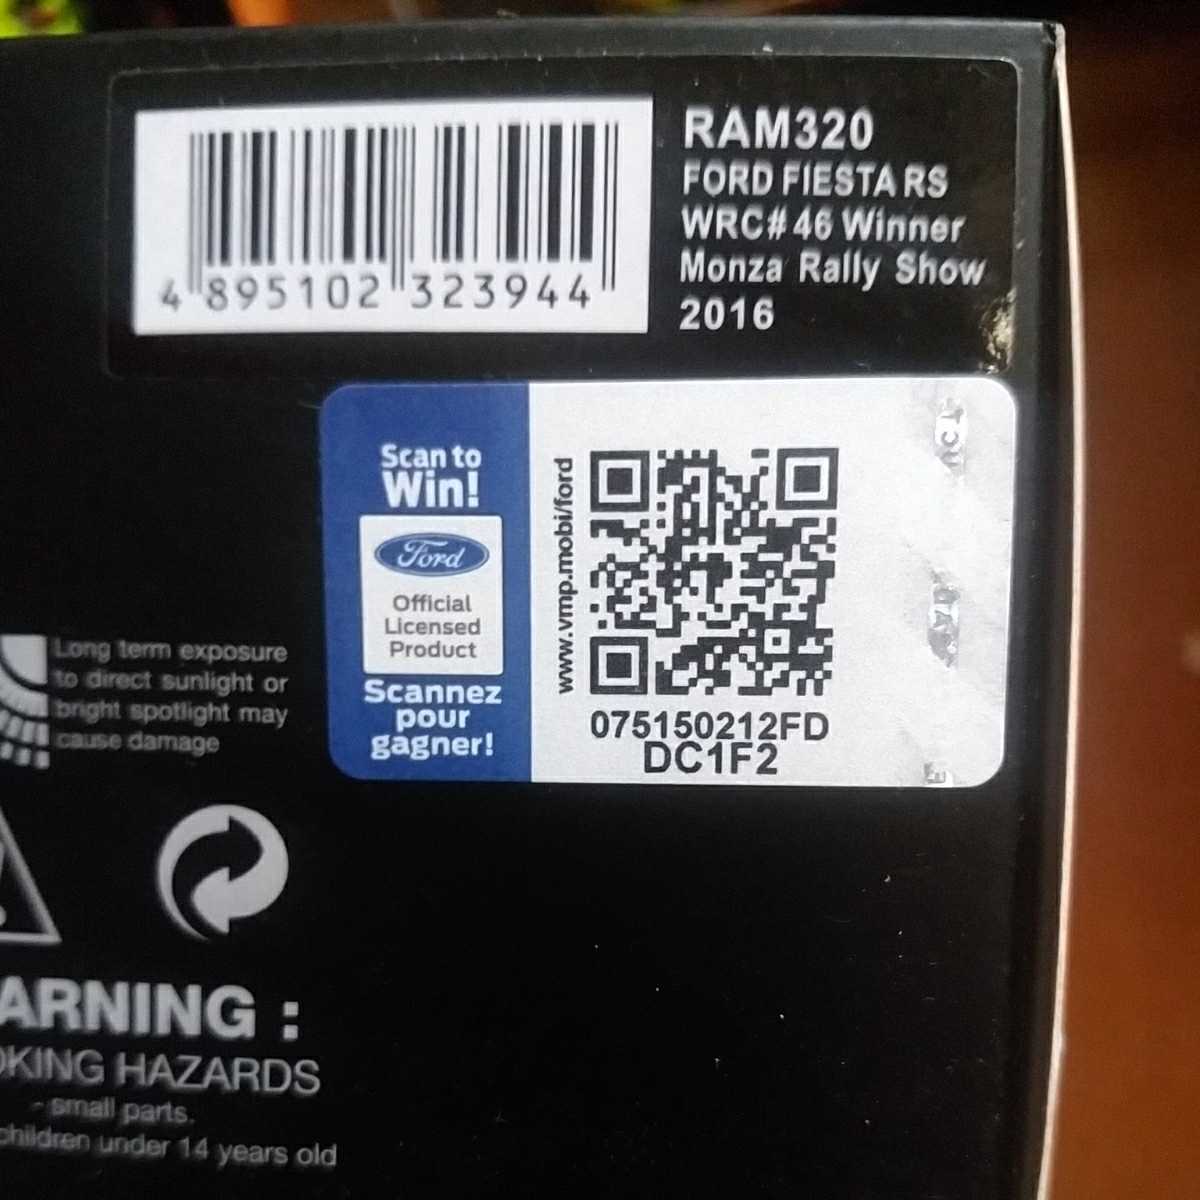 RAM320
FORD FIESTA RS
WRC# 46 Winner
Monza Rally Show
2016
4 895102 323944
Scan to
Win!
Ford
Official
Licensed
Product
Scannez
pour
gagner!
www.vmp.mobi/ford
075150212FD
DC1F2
Long term exposure
to direct sunlight or
bright spotlight may
cause damage
ARNING :
OKING HAZARDS
- small parts.
children under 14 years old